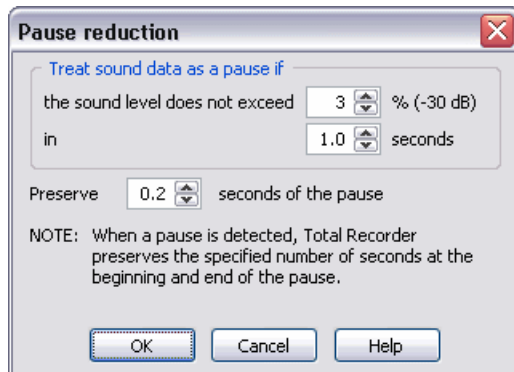 Pause reduction
Treat sound data as a pause if
the sound level does not exceed 3 % (-30 dB)
in 1.0 seconds
Preserve 0.2 seconds of the pause
NOTE: When a pause is detected, Total Recorder
preserves the specified number of seconds at the
beginning and end of the pause.
OK Cancel Help